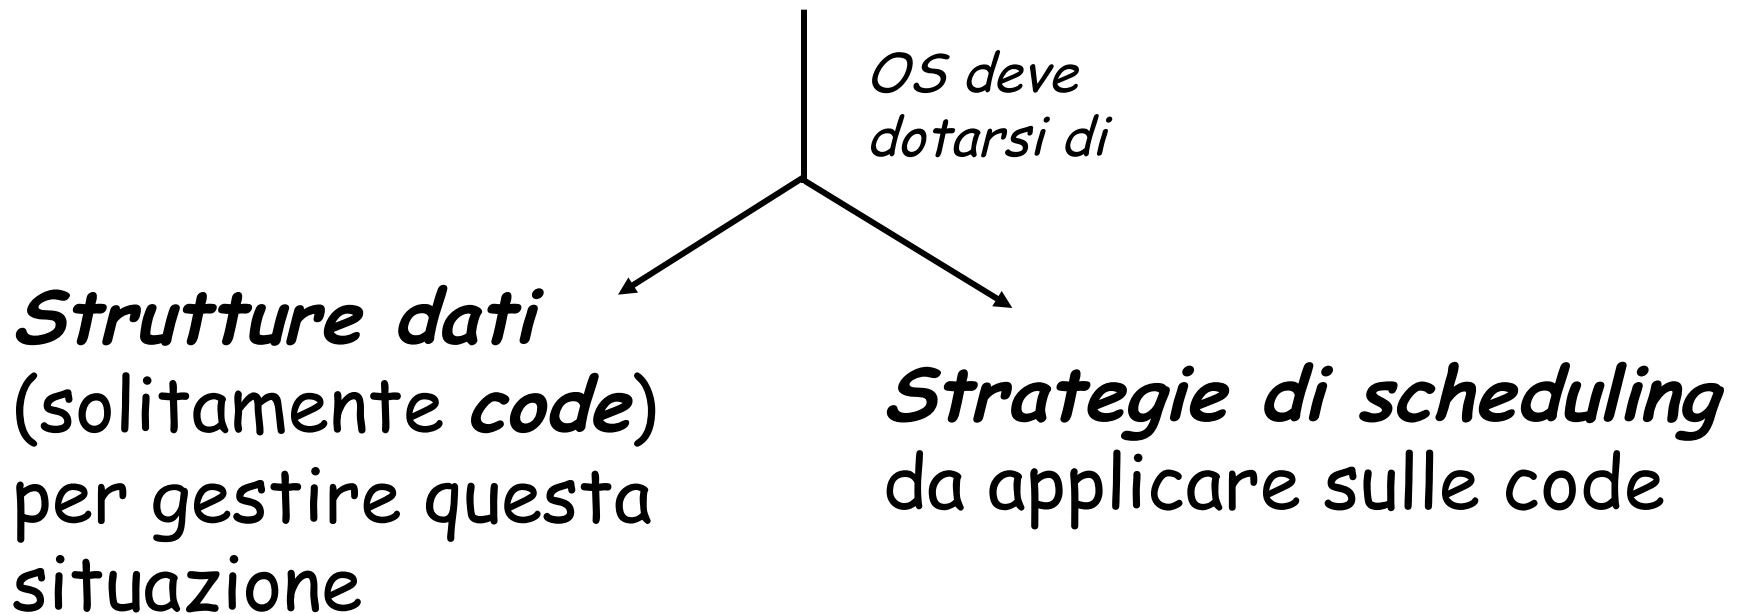 OS deve
dotarsi di
Strutture dati
(solitamente code)
per gestire questa
situazione
Strategie di scheduling
da applicare sulle code